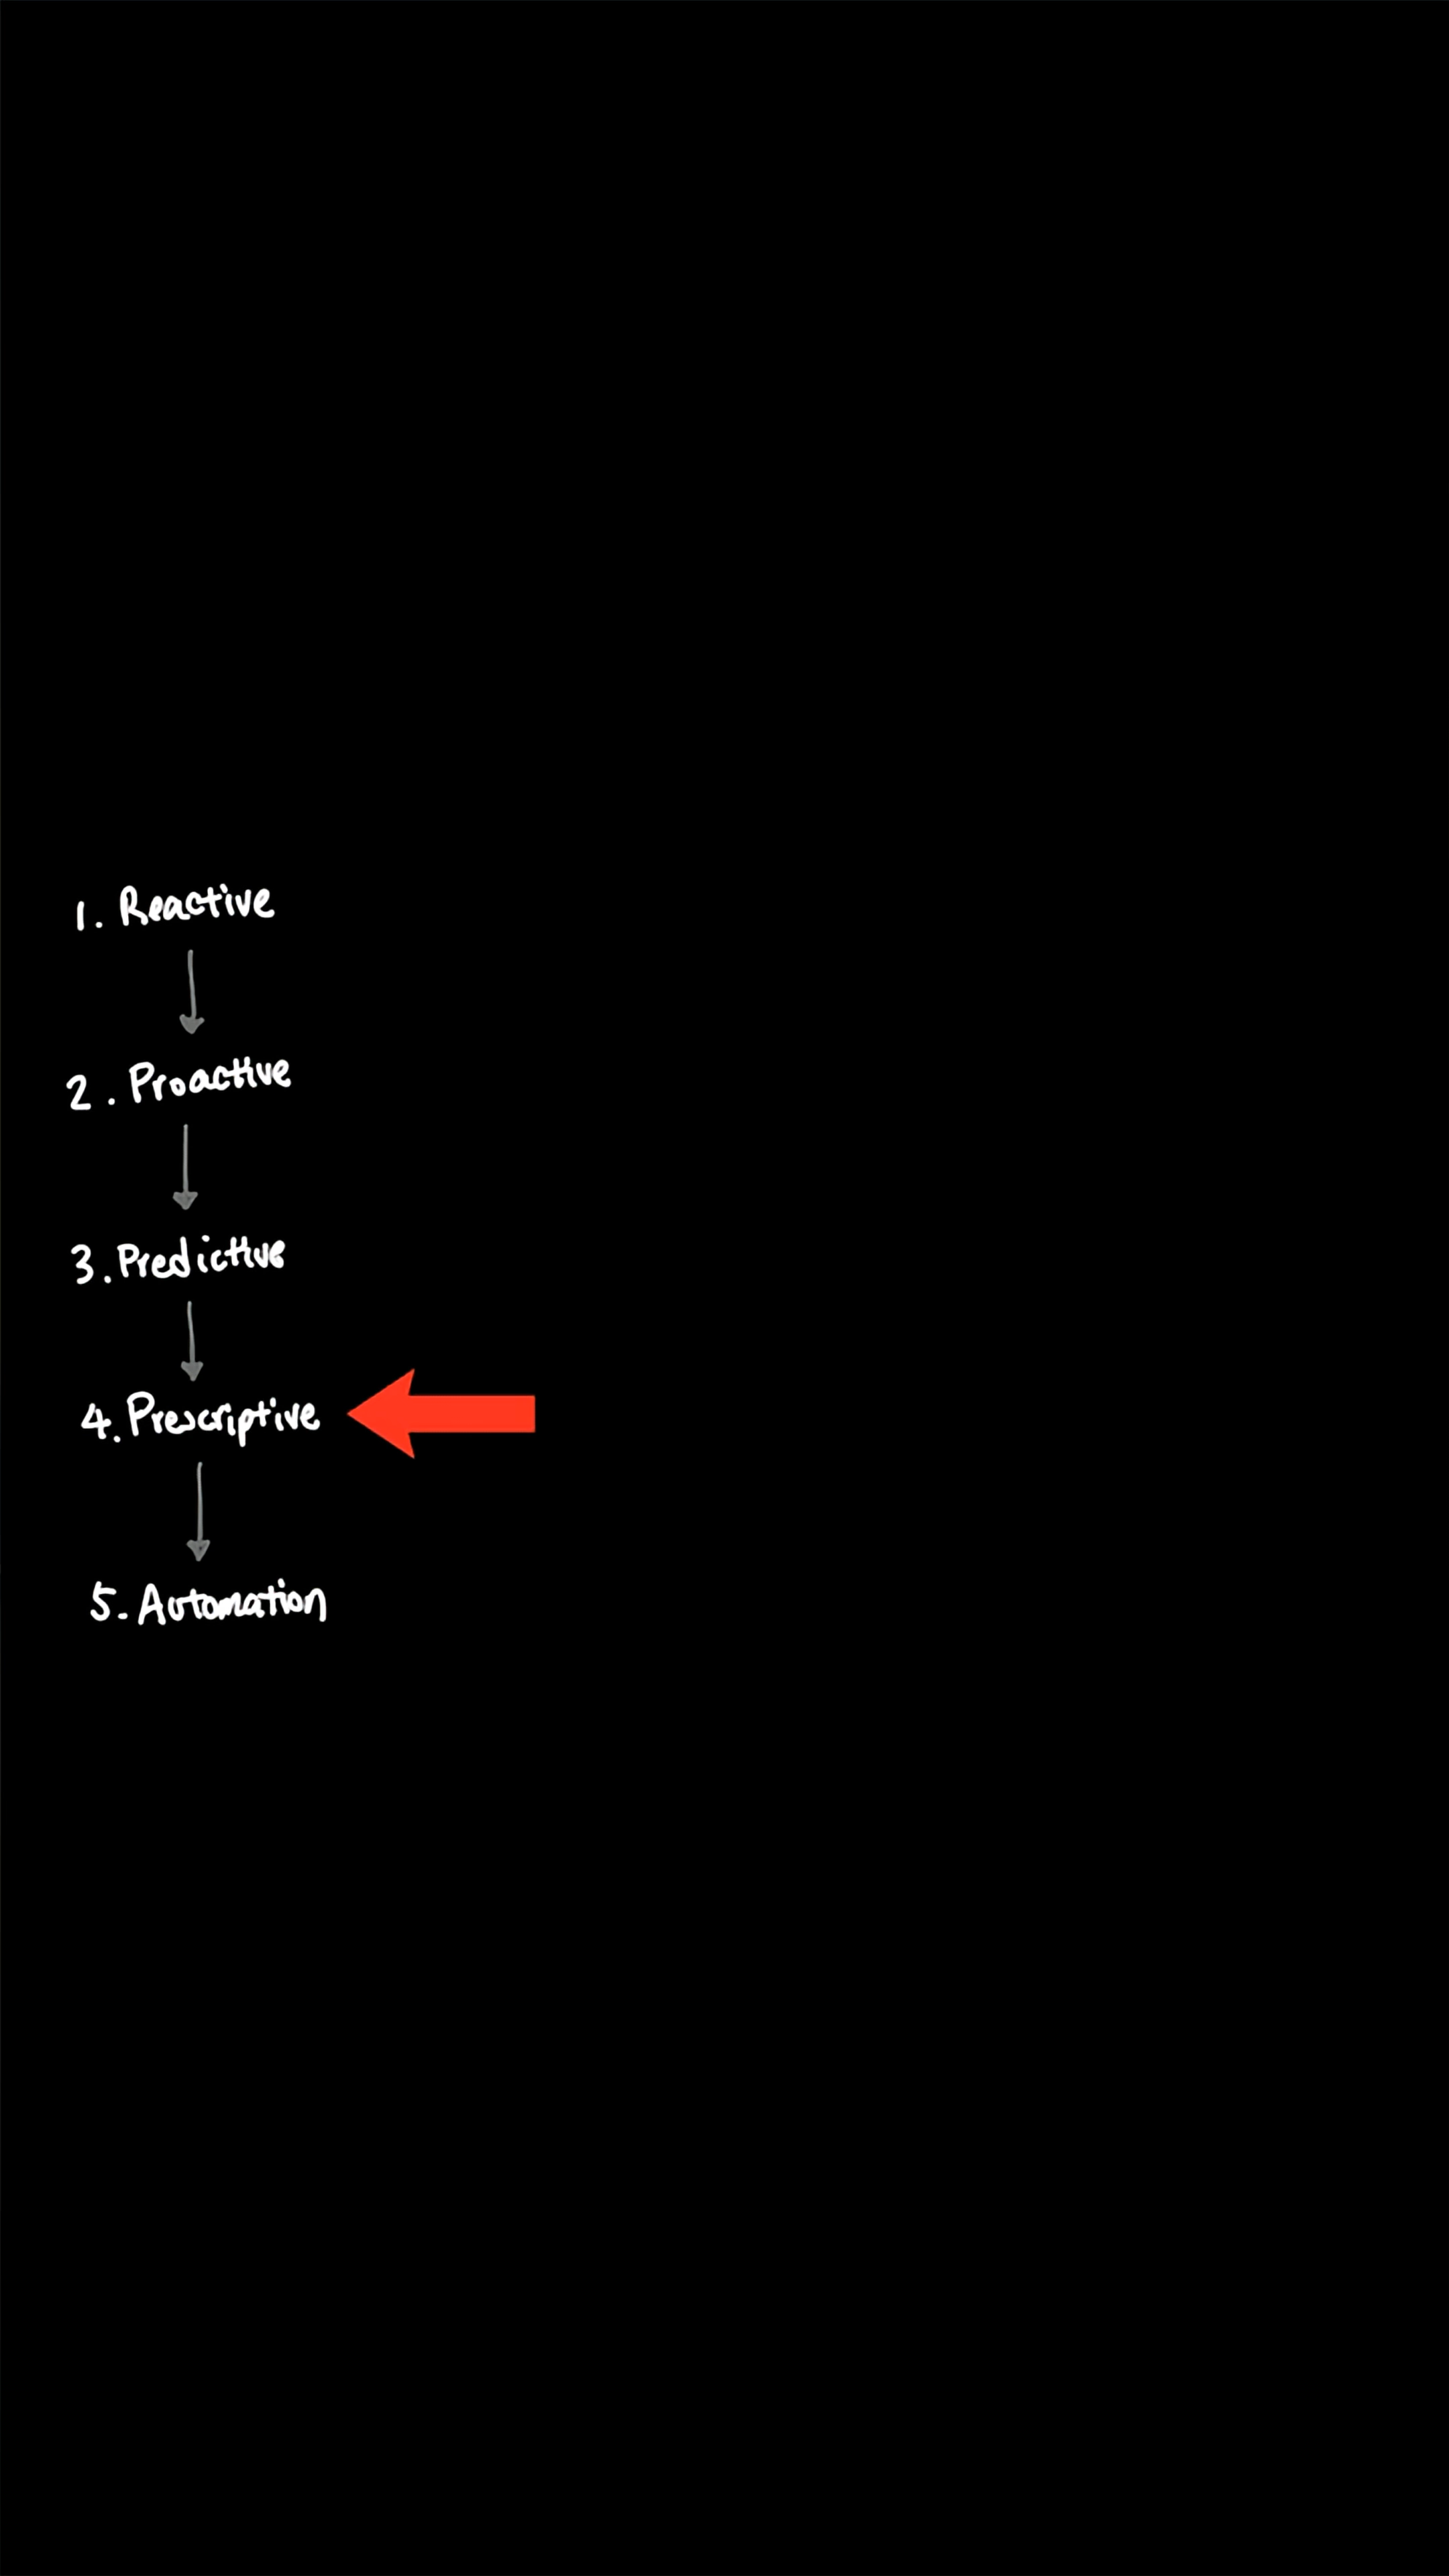 1. Reactive
2. Proactive
3. Predictive
4. Prescriptive
5. Automation